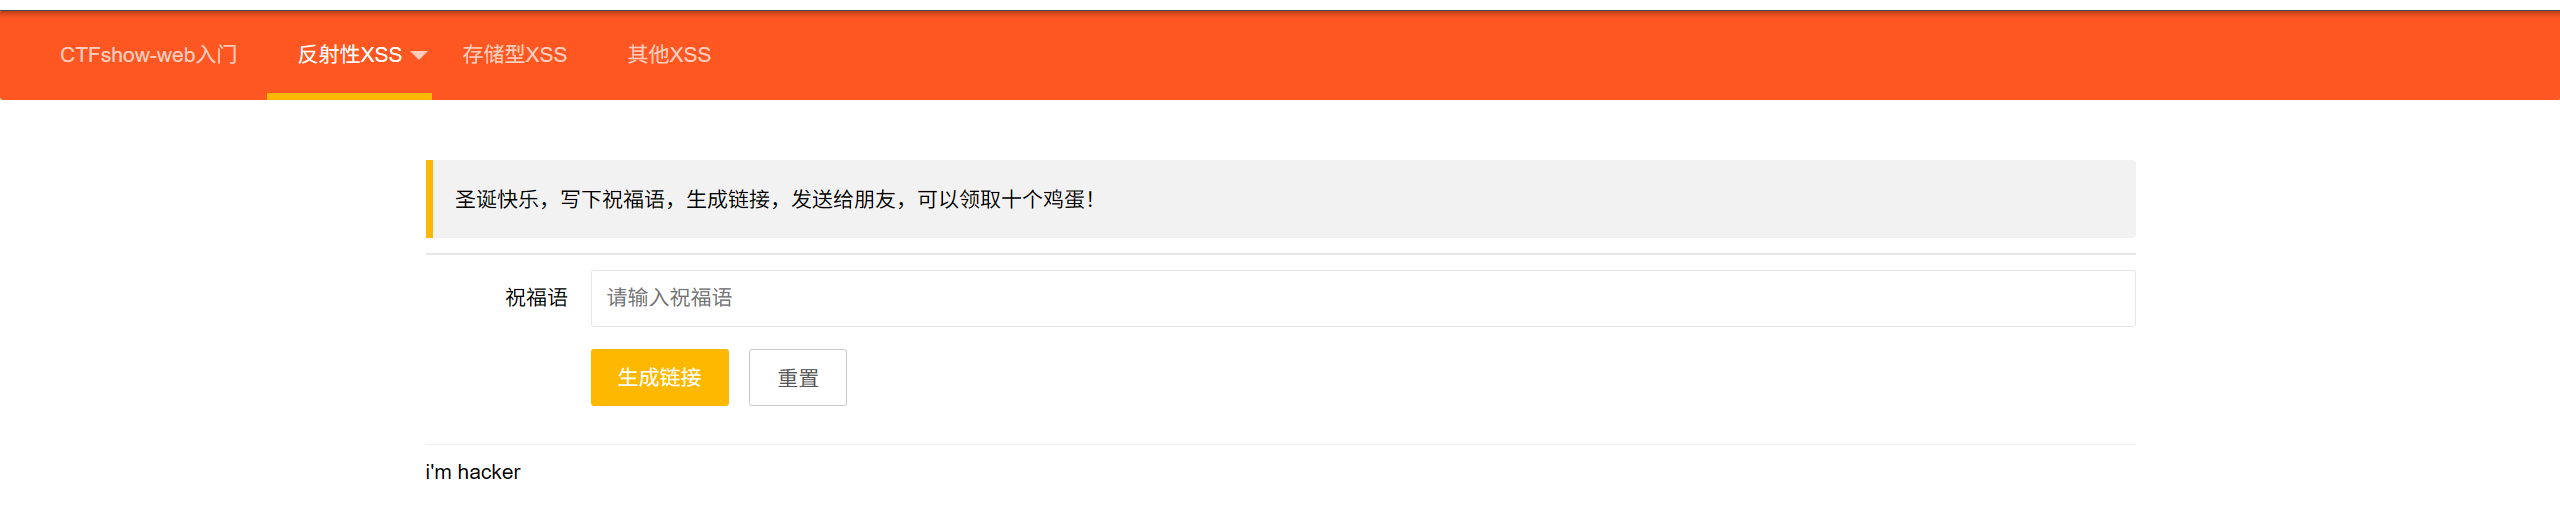 CTFshow-web入门 反射性XSS 存储型XSS 其他XSS
圣诞快乐，写下祝福语，生成链接，发送给朋友，可以领取十个鸡蛋！
祝福语 请输入祝福语
生成链接 重置
i'm hacker